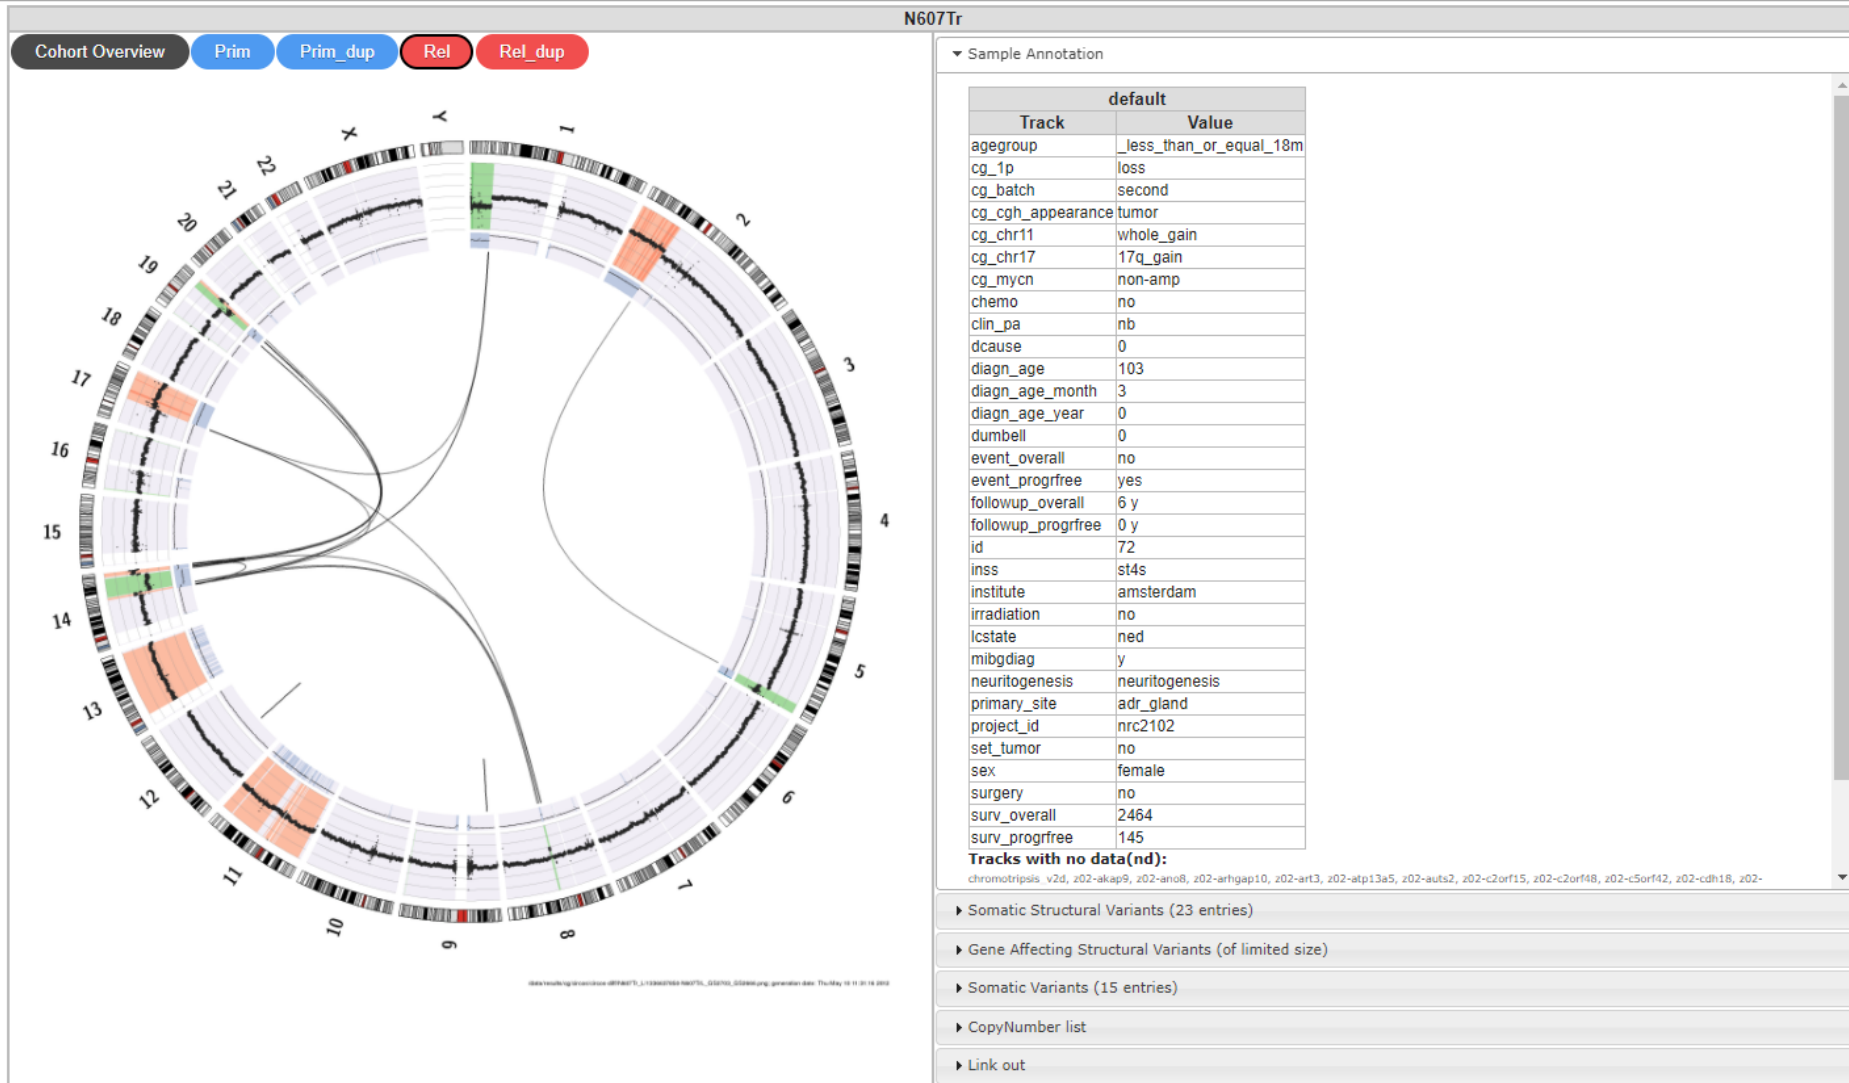 N607Tr
Cohort Overview
Prim
Prim_dup
Rel
Rel_dup
1
2
3
4
5
6
7
8
9
10
11
12
13
14
15
16
17
18
19
20
21
22
X
Y
Sample Annotation
default
Track Value
agegroup _less_than_or_equal_18m
cg_1p loss
cg_batch second
cg_cgh_appearance tumor
cg_chr11 whole_gain
cg_chr17 17q_gain
cg_mycn non-amp
chemo no
clin_pa nb
dcause 0
diagn_age 103
diagn_age_month 3
diagn_age_year 0
dumbell 0
event_overall no
event_progrfree yes
followup_overall 6 y
followup_progrfree 0 y
id 72
inss st4s
institute amsterdam
irradiation no
lcstate ned
mibgdiag y
neuritogenesis neuritogenesis
primary_site adr_gland
project_id nrc2102
set_tumor no
sex female
surgery no
surv_overall 2464
surv_progrfree 145
Tracks with no data(nd):
chromotripsis_v2d, z02-akap9, z02-ano8, z02-arhgap10, z02-art3, z02-atp13a5, z02-auts2, z02-c2orf15, z02-c2orf48, z02-c5orf42, z02-cdh18, z02-
Somatic Structural Variants (23 entries)
Gene Affecting Structural Variants (of limited size)
Somatic Variants (15 entries)
CopyNumber list
Link out